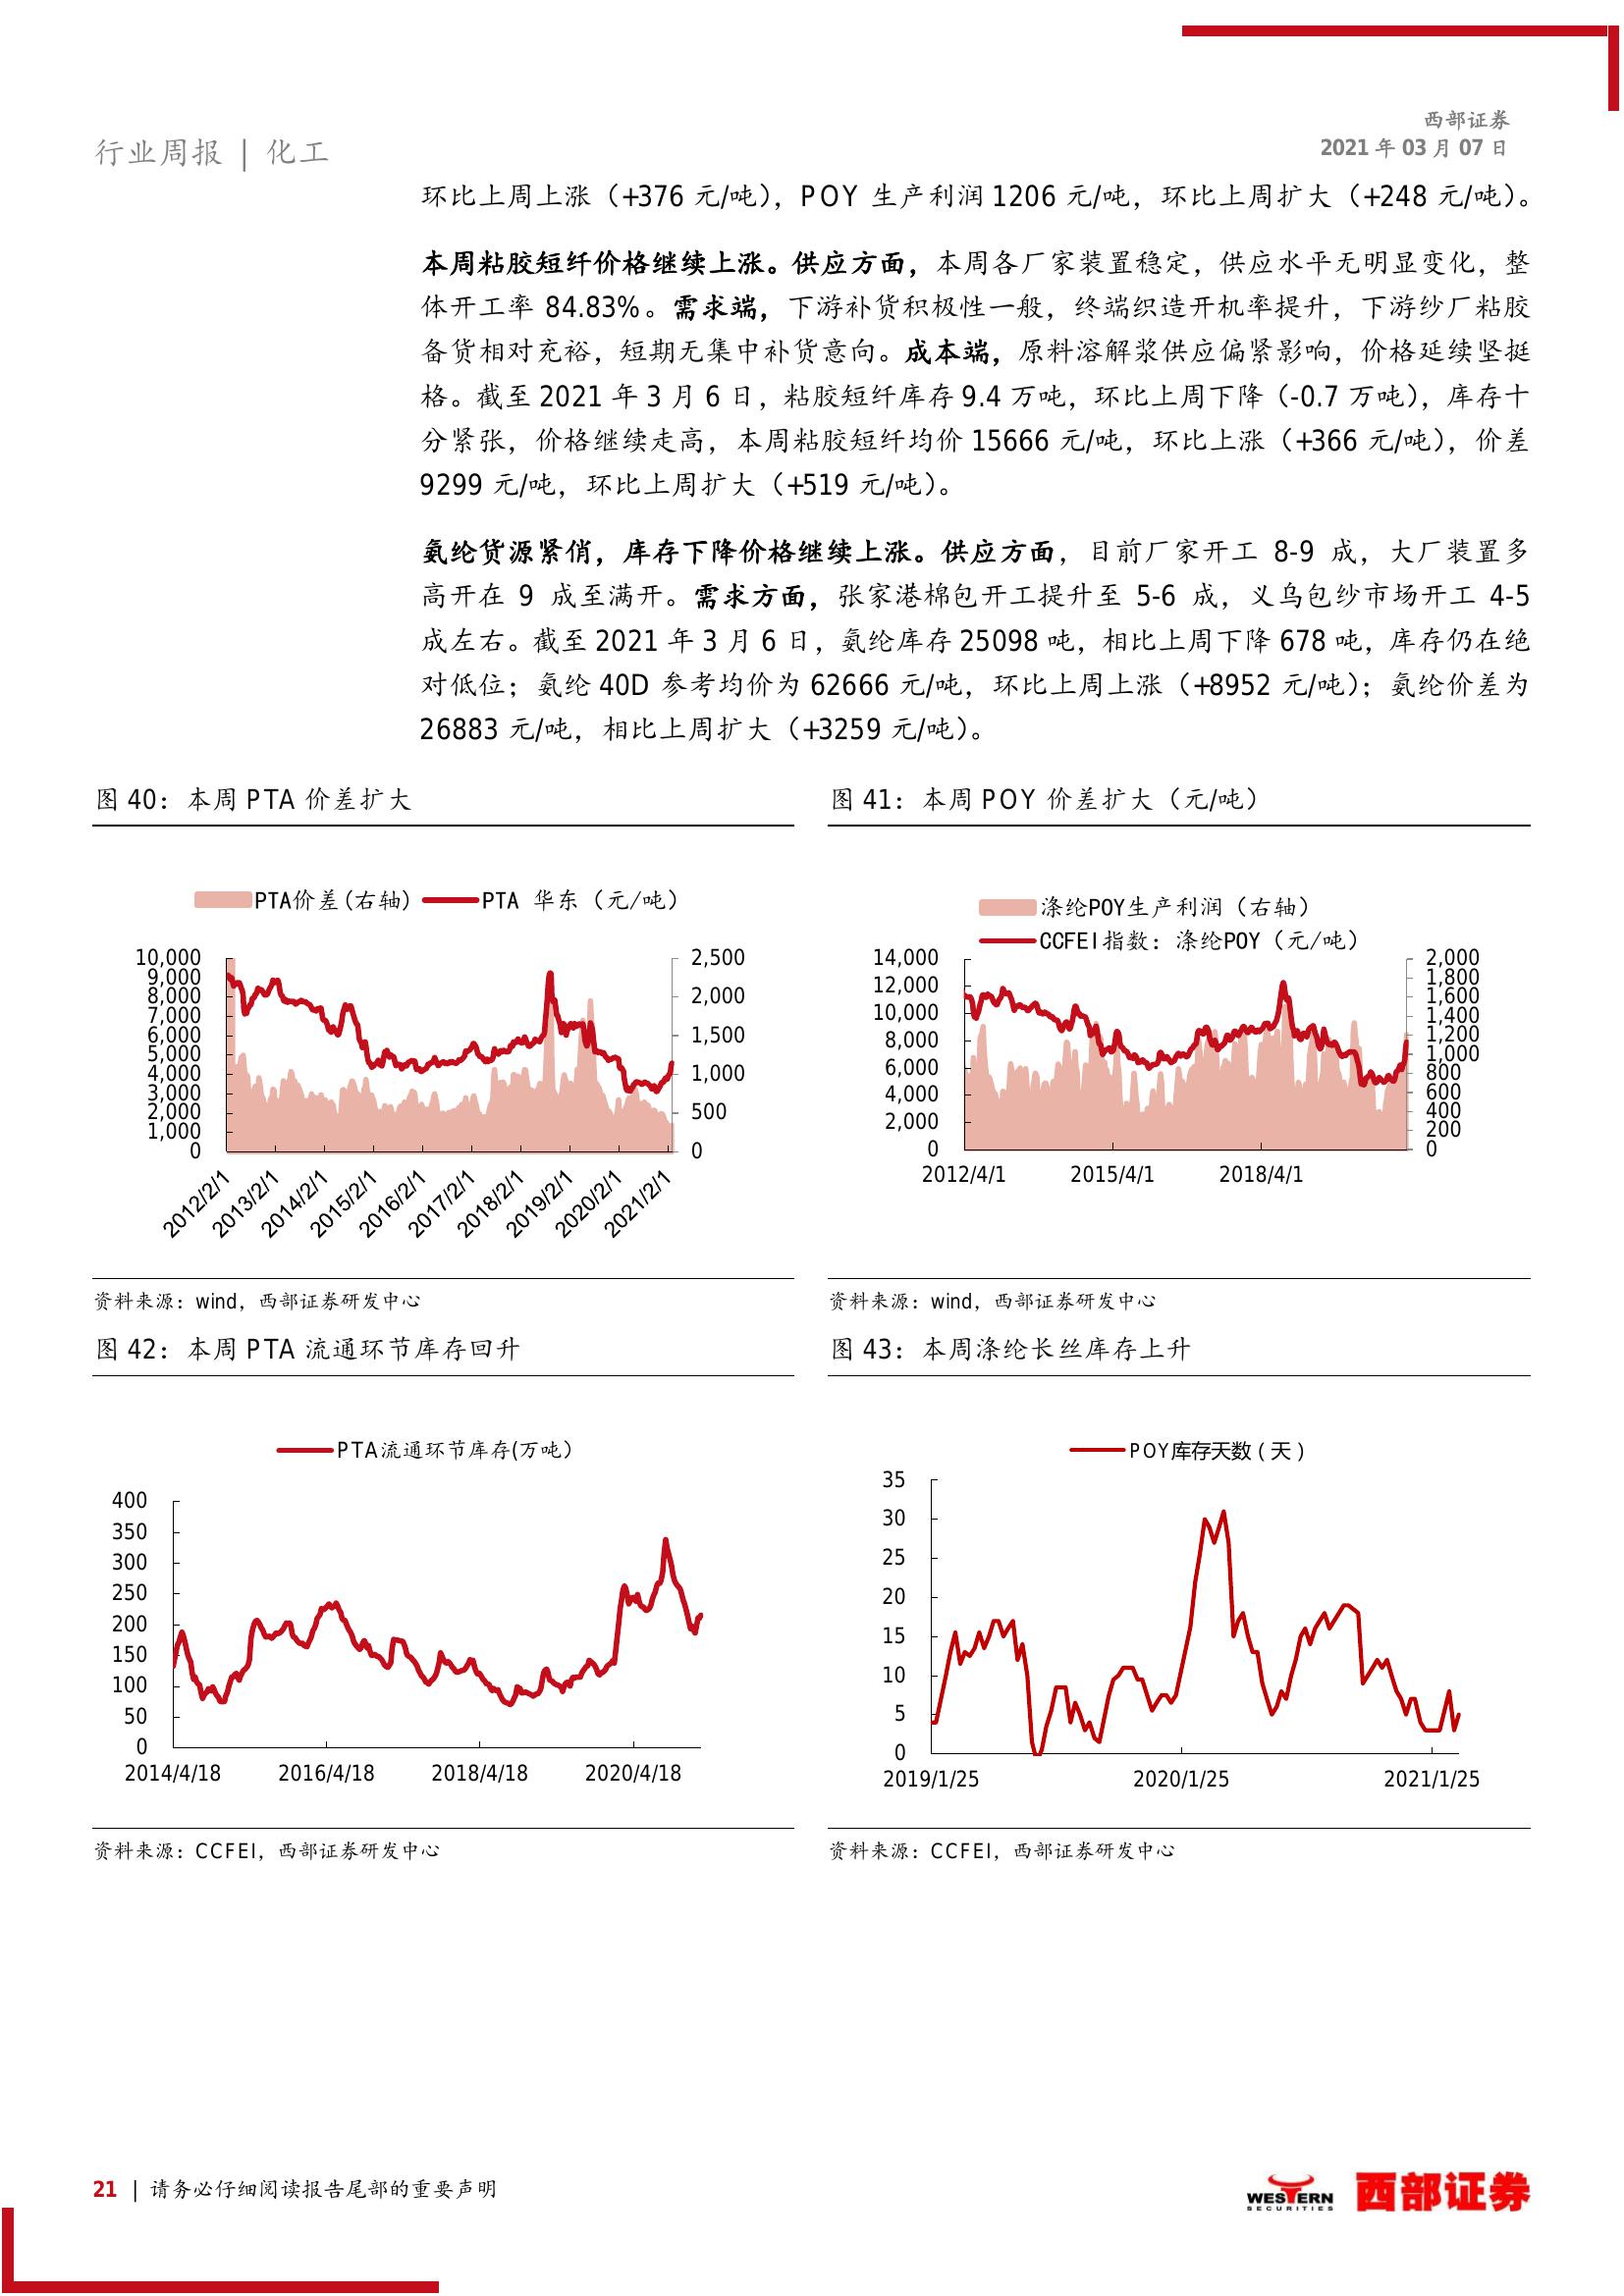 西部证券
行业周报 | 化工
2021 年 03 月 07 日
环比上周上涨（+376 元/吨），POY 生产利润 1206 元/吨，环比上周扩大（+248 元/吨）。
本周粘胶短纤价格继续上涨。供应方面，本周各厂家装置稳定，供应水平无明显变化，整
体开工率 84.83%。需求端，下游补货积极性一般，终端织造开机率提升，下游纱厂粘胶
备货相对充裕，短期无集中补货意向。成本端，原料溶解浆供应偏紧影响，价格延续坚挺
格。截至 2021 年 3 月 6 日，粘胶短纤库存 9.4 万吨，环比上周下降（-0.7 万吨），库存十
分紧张，价格继续走高，本周粘胶短纤均价 15666 元/吨，环比上涨（+366 元/吨），价差
9299 元/吨，环比上周扩大（+519 元/吨）。
氨纶货源紧俏，库存下降价格继续上涨。供应方面，目前厂家开工 8-9 成，大厂装置多
高开在 9 成至满开。需求方面，张家港棉包开工提升至 5-6 成，义乌包纱市场开工 4-5
成左右。截至 2021 年 3 月 6 日，氨纶库存 25098 吨，相比上周下降 678 吨，库存仍在绝
对低位；氨纶 40D 参考均价为 62666 元/吨，环比上周上涨（+8952 元/吨）；氨纶价差为
26883 元/吨，相比上周扩大（+3259 元/吨）。
图 40：本周 PTA 价差扩大
PTA价差(右轴) PTA 华东（元/吨）
10,000
9,000
8,000
7,000
6,000
5,000
4,000
3,000
2,000
1,000
0
2,500
2,000
1,500
1,000
500
0
2012/2/1
2013/2/1
2014/2/1
2015/2/1
2016/2/1
2017/2/1
2018/2/1
2019/2/1
2020/2/1
2021/2/1
资料来源：wind，西部证券研发中心
图 41：本周 POY 价差扩大（元/吨）
涤纶POY生产利润（右轴）
CCFEI指数：涤纶POY（元/吨）
14,000
12,000
10,000
8,000
6,000
4,000
2,000
0
2,000
1,800
1,600
1,400
1,200
1,000
800
600
400
200
0
2012/4/1 2015/4/1 2018/4/1
资料来源：wind，西部证券研发中心
图 42：本周 PTA 流通环节库存回升
PTA流通环节库存(万吨）
400
350
300
250
200
150
100
50
0
2014/4/18 2016/4/18 2018/4/18 2020/4/18
资料来源：CCFEI，西部证券研发中心
图 43：本周涤纶长丝库存上升
POY库存天数（天）
35
30
25
20
15
10
5
0
2019/1/25 2020/1/25 2021/1/25
资料来源：CCFEI，西部证券研发中心
21 | 请务必仔细阅读报告尾部的重要声明
WESTERN
SECURITIES
西部证券